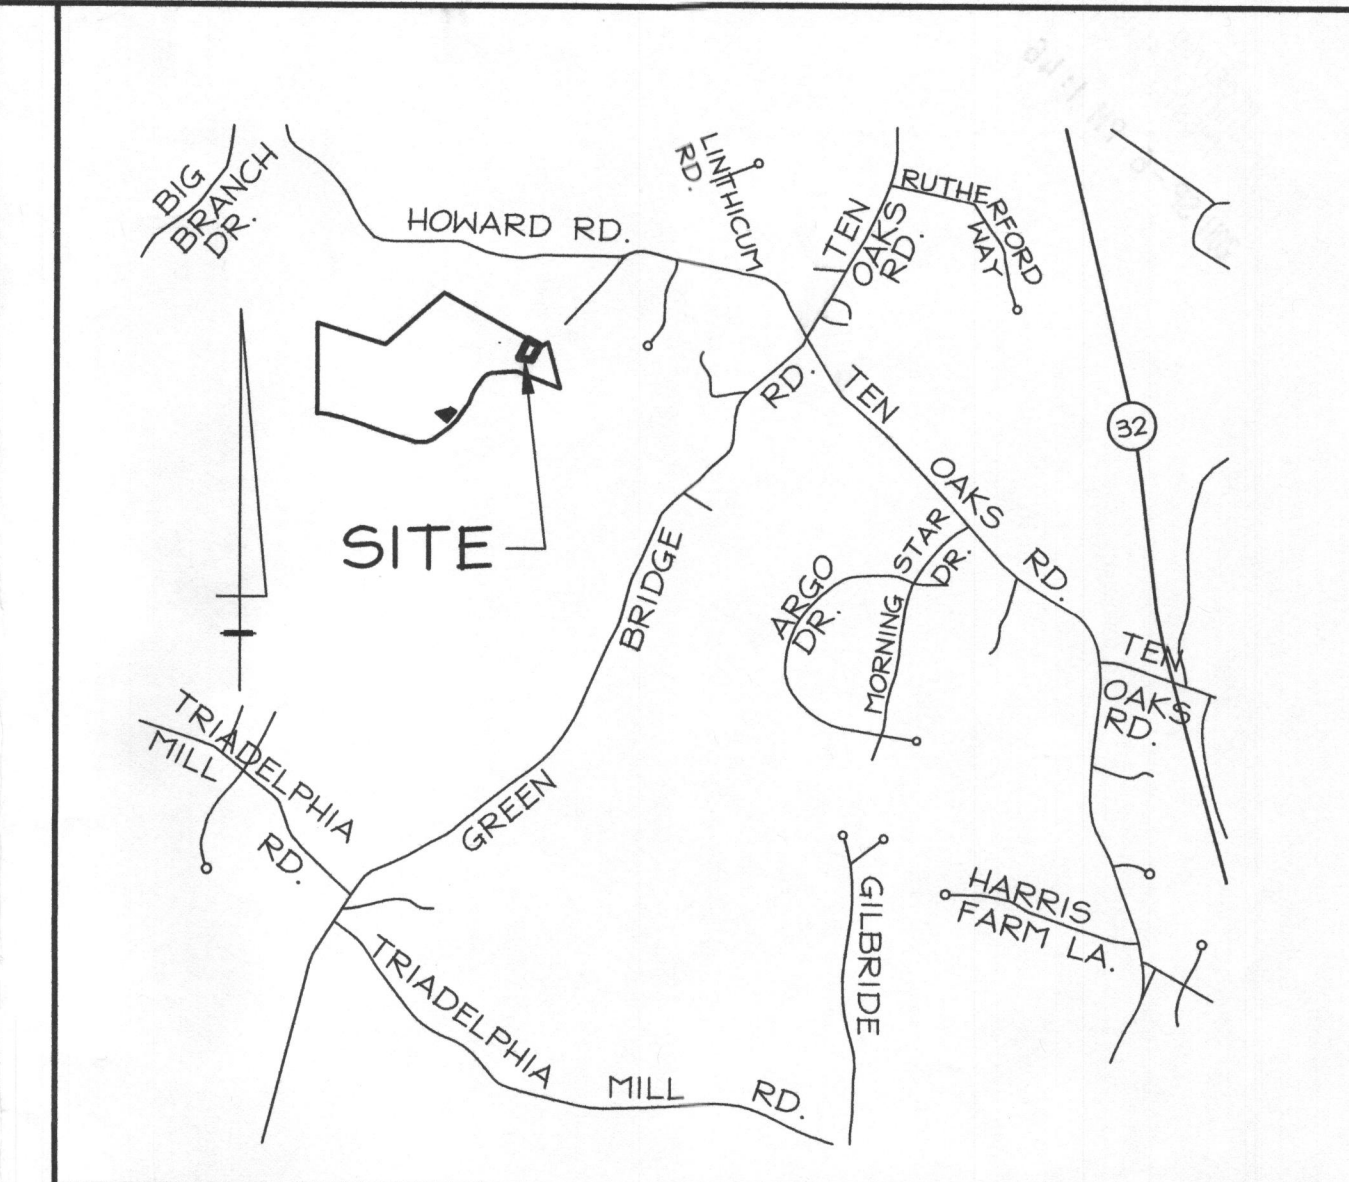 BIG
BRANCH
DR.
HOWARD RD.
LINTHICUM
RD.
TEN
OAKS
RD.
RUTHERFORD
WAY
RD.
TEN
OAKS
RD.
32
SITE
BRIDGE
GREEN
STAR
DR.
MORNING
ARGO
DR.
TEN
OAKS
RD.
TRIADELPHIA
MILL
RD.
GILBRIDE
HARRIS
FARM LA.
TRIADELPHIA
MILL
RD.